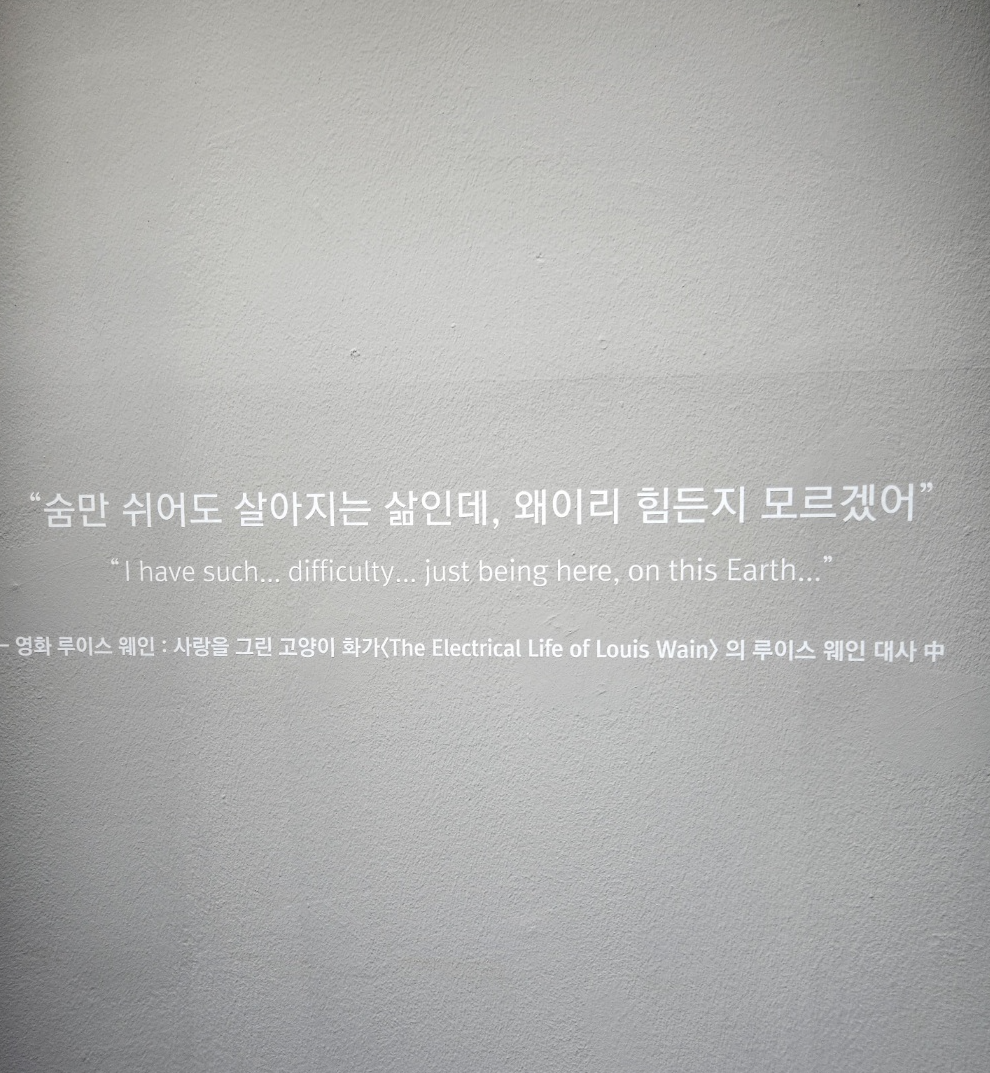 “숨만 쉬어도 살아지는 삶인데, 왜이리 힘든지 모르겠어”
“I have such... difficulty... just being here, on this Earth...”
– 영화 루이스 웨인 : 사랑을 그린 고양이 화가〈The Electrical Life of Louis Wain〉의 루이스 웨인 대사 中